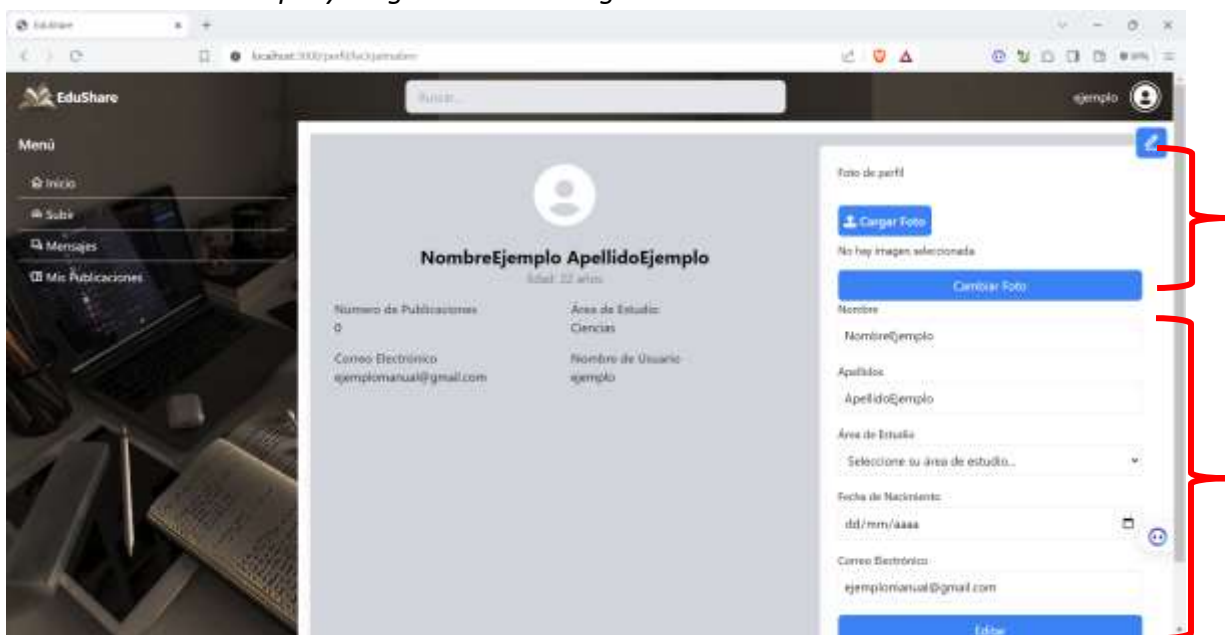 EduShare
EduShare
Buscar...
ejemplo
Menú
Inicio
Subir
Mensajes
Mis Publicaciones
NombreEjemplo ApellidoEjemplo
Edad: 22 años
Número de Publicaciones
0
Área de Estudio:
Ciencias
Correo Electrónico
ejemplomanual@gmail.com
Nombre de Usuario
ejemplo
Foto de perfil
Cargar Foto
No hay imagen seleccionada
Cambiar Foto
Nombre
NombreEjemplo
Apellidos
ApellidoEjemplo
Área de Estudio
Seleccione su área de estudio...
Fecha de Nacimiento
dd/mm/aaaa
Correo Electrónico
ejemplomanual@gmail.com
Editar